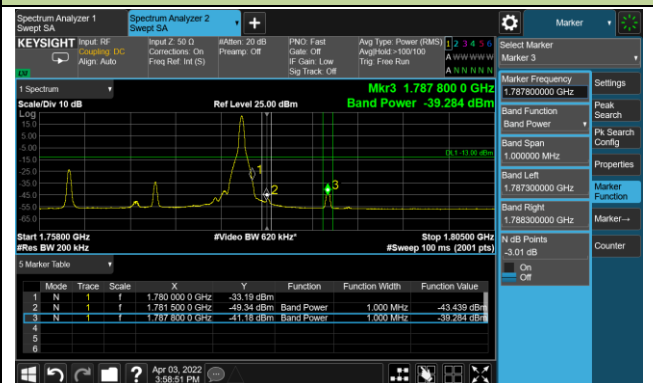 Spectrum Analyzer 1
Swept SA
Spectrum Analyzer 2
Swept SA
Marker
KEYSIGHT
Input: RF
Coupling: DC
Align: Auto
Input Z: 50 Ω
Corrections: On
Freq Ref: Int (S)
#Atten: 20 dB
Preamp: Off
PNO: Fast
Gate: Off
IF Gain: Low
Sig Track: Off
Avg Type: Power (RMS)
Avg|Hold:>100/100
Trig: Free Run
1 2 3 4 5 6
A W W W W W
A N N N N N
LXI
Select Marker
Marker 3
1 Spectrum
Scale/Div 10 dB
Ref Level 25.00 dBm
Mkr3 1.787 800 0 GHz
Band Power -39.284 dBm
Log
15.0
5.00
-5.00
-15.0
-25.0
-35.0
-45.0
-55.0
-65.0
DL1 -13.00 dBm
1
2
3
Start 1.75800 GHz
#Video BW 620 kHz*
Stop 1.80500 GHz
#Res BW 200 kHz
#Sweep 100 ms (2001 pts)
5 Marker Table
Mode Trace Scale X Y Function Function Width Function Value
1 N 1 f 1.780 000 0 GHz -33.19 dBm
2 N 1 f 1.781 500 0 GHz -49.34 dBm Band Power 1.000 MHz -43.439 dBm
3 N 1 f 1.787 800 0 GHz -41.18 dBm Band Power 1.000 MHz -39.284 dBm
4
5
6
Marker Frequency
1.787800000 GHz
Band Function
Band Power
Band Span
1.000000 MHz
Band Left
1.787300000 GHz
Band Right
1.788300000 GHz
N dB Points
-3.01 dB
On
Off
Settings
Peak
Search
Pk Search
Config
Properties
Marker
Function
Marker→
Counter
?
Apr 03, 2022
3:58:51 PM